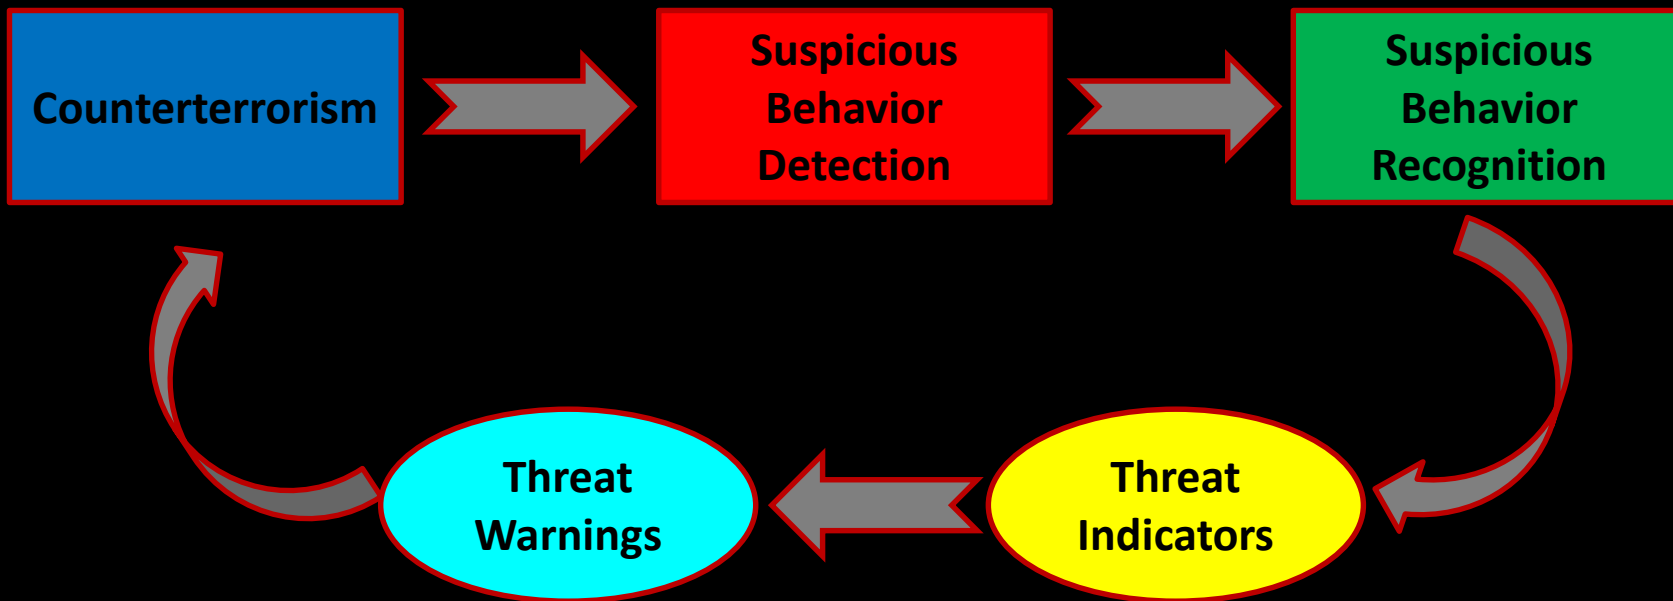 Counterterrorism
Suspicious
Behavior
Detection
Suspicious
Behavior
Recognition
Threat
Warnings
Threat
Indicators